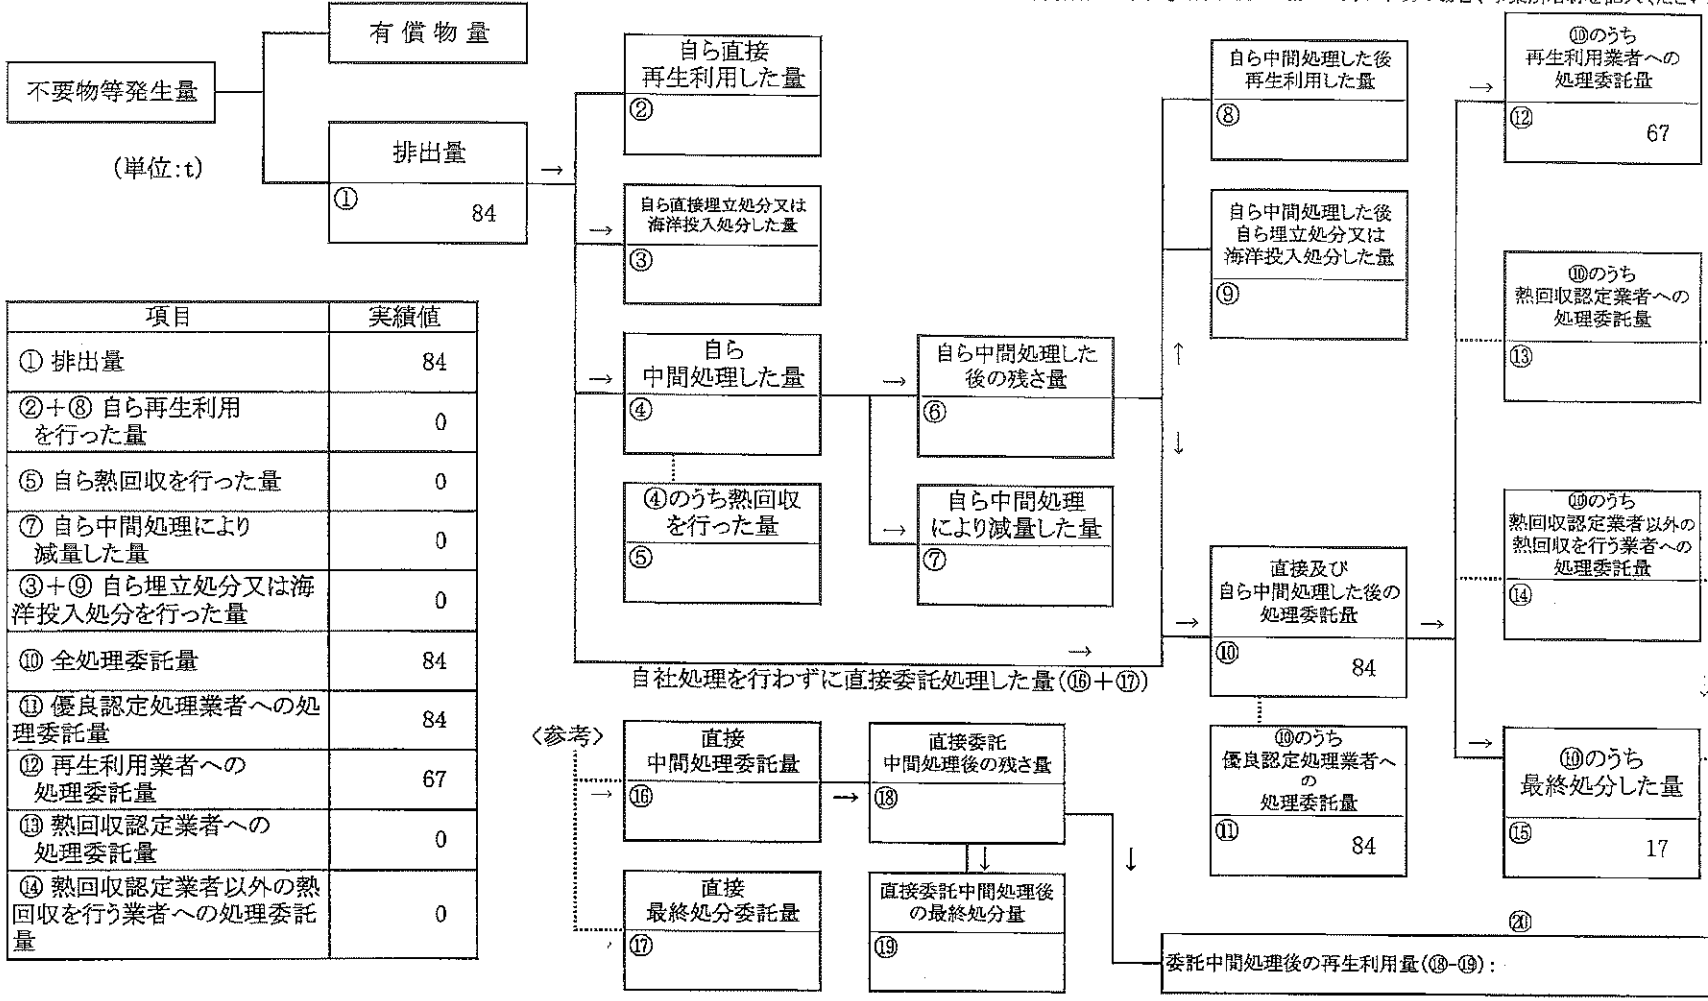 有償物量
不要物等発生量
(単位:t)
排出量
①
84
→
自ら直接
再生利用した量
②
→
自ら直接埋立処分又は
海洋投入処分した量
③
→
自ら
中間処理した量
④
④のうち熱回収
を行った量
⑤
→
自ら中間処理した
後の残さ量
⑥
→
自ら中間処理
により減量した量
⑦
自ら中間処理した後
再生利用した量
⑧
自ら中間処理した後
自ら埋立処分又は
海洋投入処分した量
⑨
↑
↓
→
自社処理を行わずに直接委託処理した量(⑯+⑰)
→
直接及び
自ら中間処理した後の
処理委託量
⑩
84
⑩のうち
優良認定処理業者へ
の
処理委託量
⑪
84
→
→
⑩のうち
再生利用業者への
処理委託量
⑫
67
⑩のうち
熱回収認定業者への
処理委託量
⑬
⑩のうち
熱回収認定業者以外の
熱回収を行う業者への
処理委託量
⑭
→
⑩のうち
最終処分した量
⑮
17
項目
実績値
① 排出量
84
②+⑧ 自ら再生利用
を行った量
0
⑤ 自ら熱回収を行った量
0
⑦ 自ら中間処理により
減量した量
0
③+⑨ 自ら埋立処分又は海
洋投入処分を行った量
0
⑩ 全処理委託量
84
⑪ 優良認定処理業者への処
理委託量
84
⑫ 再生利用業者への
処理委託量
67
⑬ 熱回収認定業者への
処理委託量
0
⑭ 熱回収認定業者以外の熱
回収を行う業者への処理委託
量
0
〈参考〉
→
直接
中間処理委託量
⑯
→
直接委託
中間処理後の残さ量
⑱
↓
↓
直接
最終処分委託量
⑰
直接委託中間処理後
の最終処分量
⑲
⑳
委託中間処理後の再生利用量(⑱-⑲):